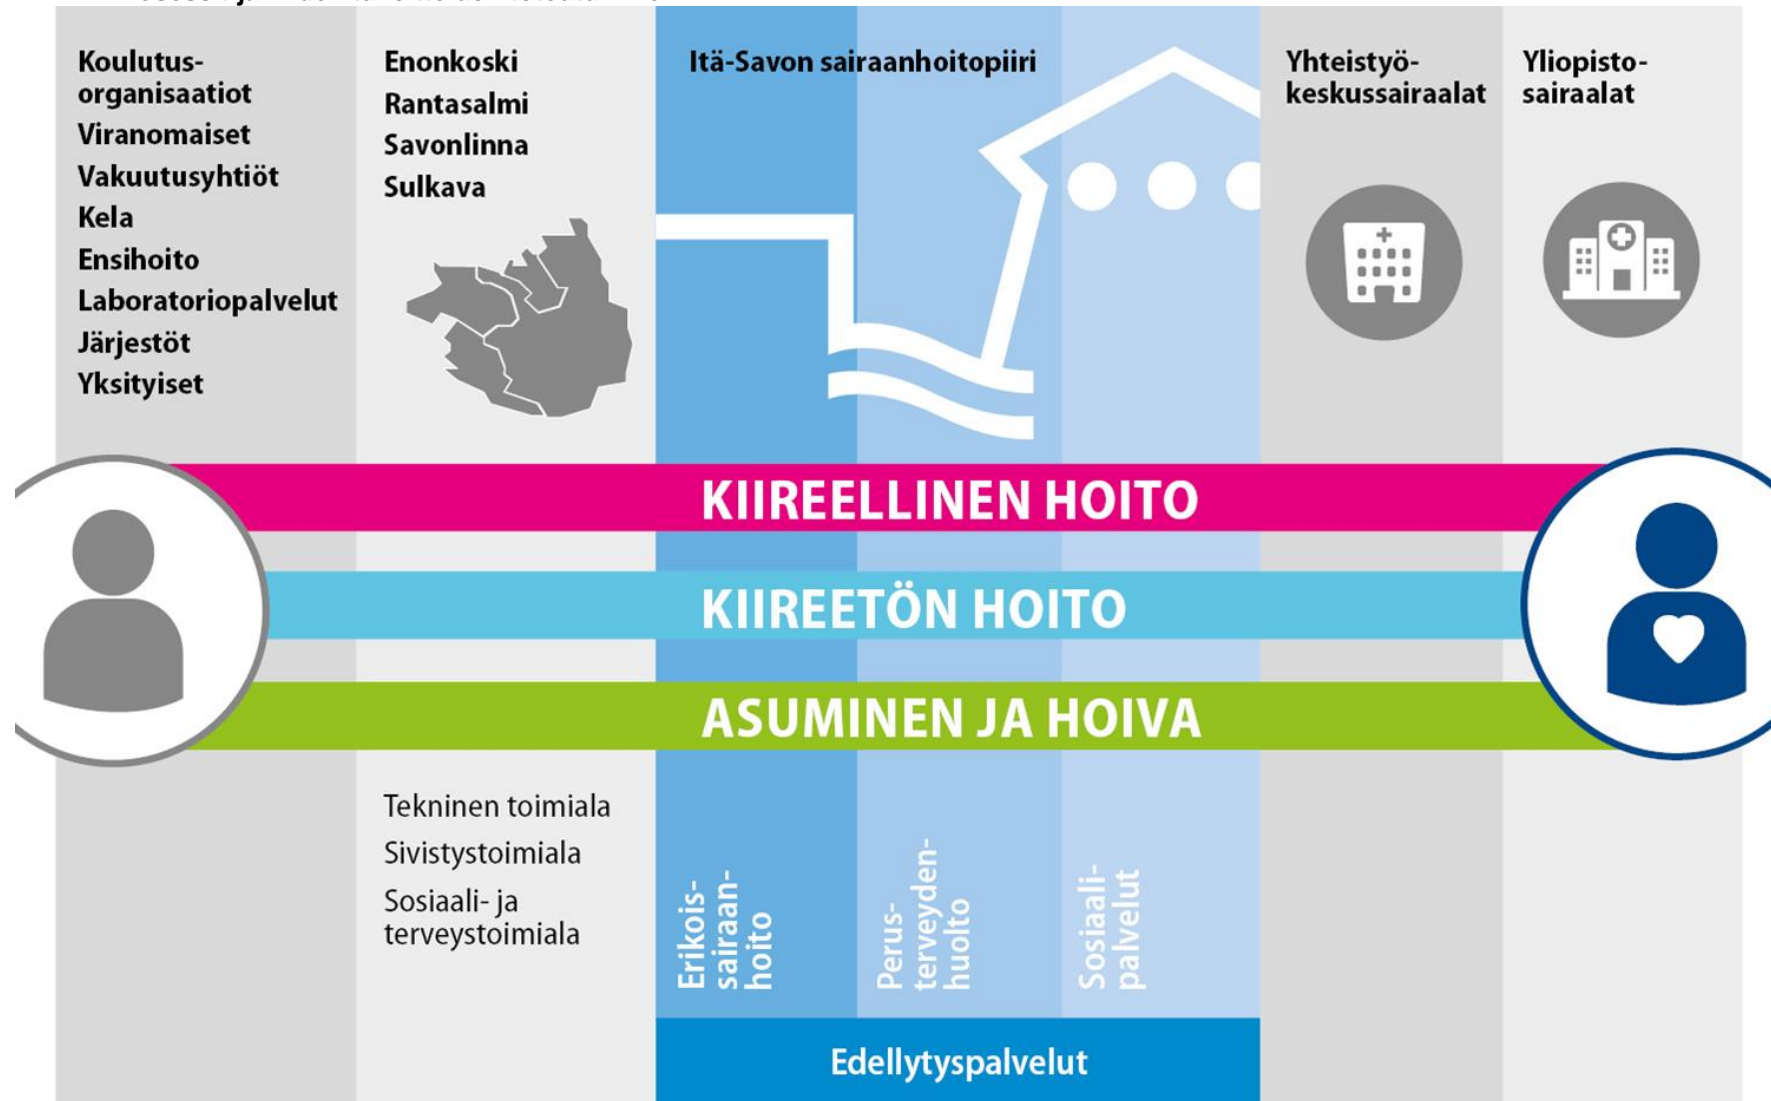 Koulutus-
organisaatiot
Viranomaiset
Vakuutusyhtiöt
Kela
Ensihoito
Laboratoriopalvelut
Järjestöt
Yksityiset
Enonkoski
Rantasalmi
Savonlinna
Sulkava
Itä-Savon sairaanhoitopiiri
Yhteistyö-
keskussairaalat
Yliopisto-
sairaalat
KIIREELLINEN HOITO
KIIREETÖN HOITO
ASUMINEN JA HOIVA
Tekninen toimiala
Sivistystoimiala
Sosiaali- ja
terveystoimiala
Erikois-
sairaan-
hoito
Perus-
terveyden-
huolto
Sosiaali-
palvelut
Edellytyspalvelut